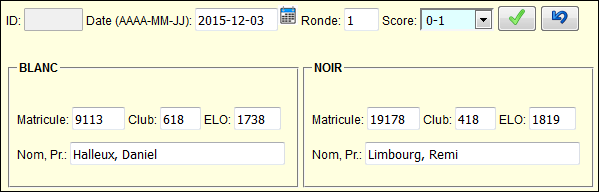 ID: Date (AAAA-MM-JJ): 2015-12-03 Ronde: 1 Score: 0-1
BLANC NOIR
Matricule: 9113 Club: 618 ELO: 1738 Matricule: 19178 Club: 418 ELO: 1819
Nom, Pr.: Halleux, Daniel Nom, Pr.: Limbourg, Remi